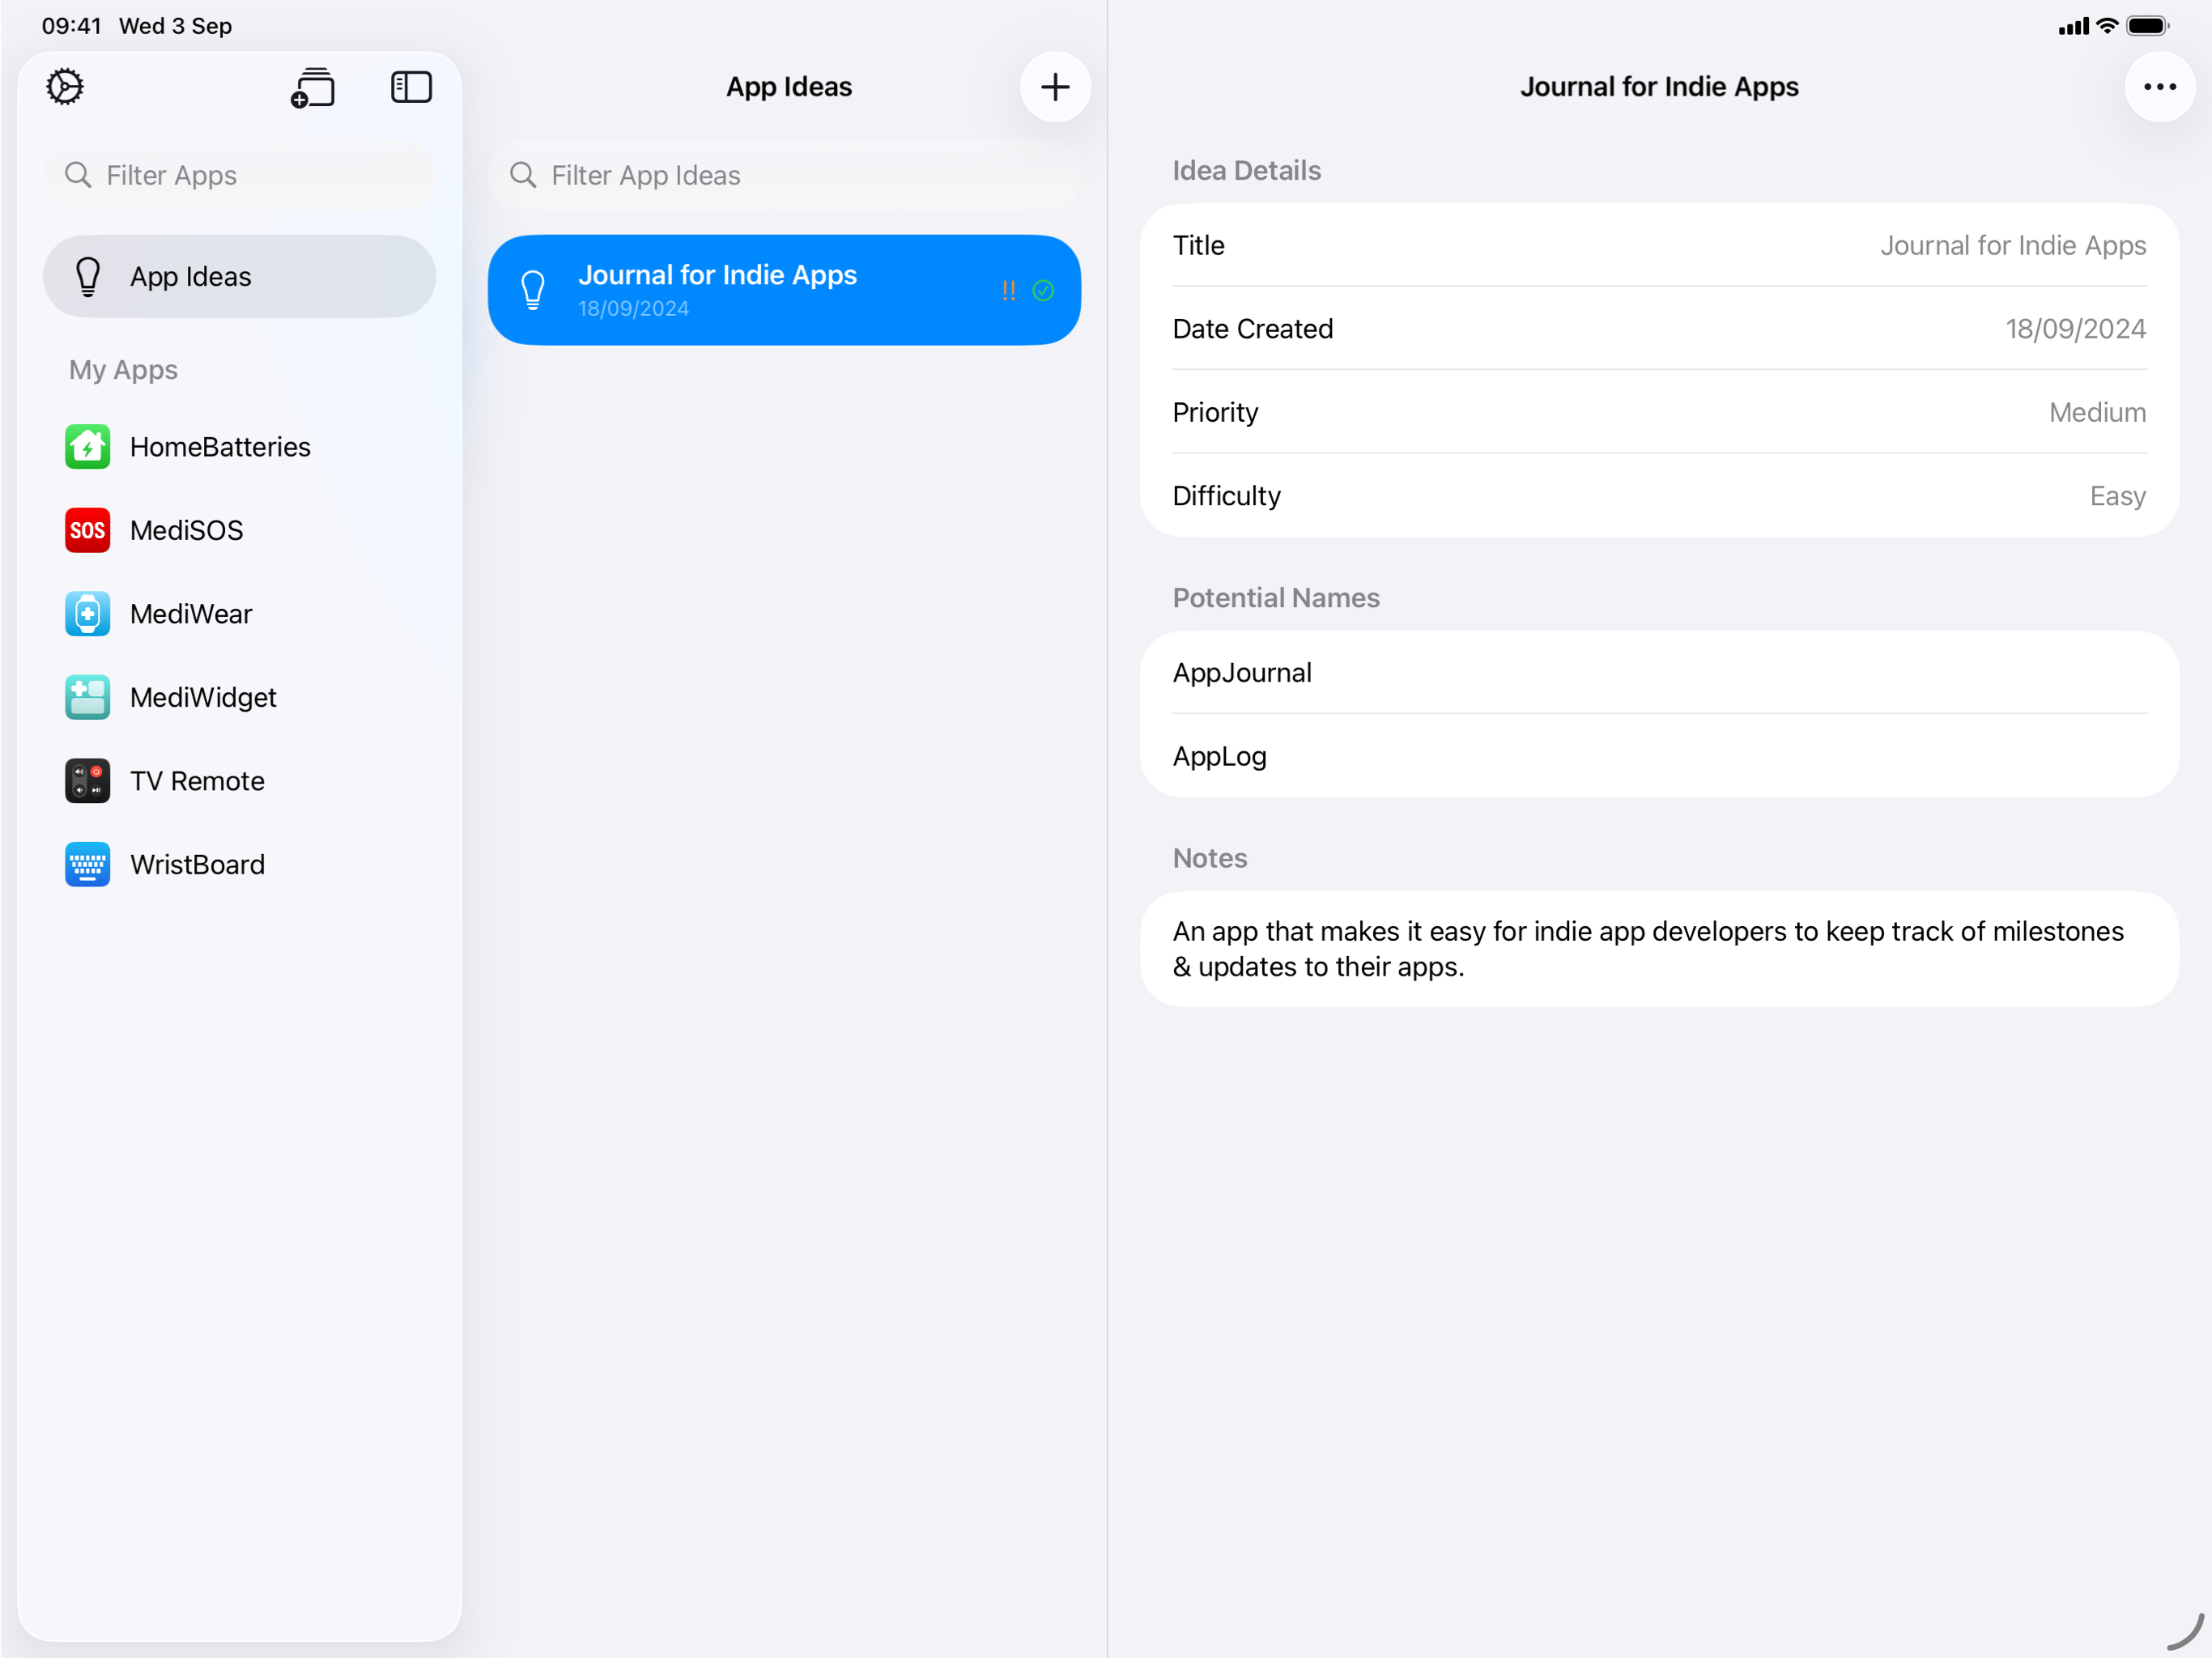 09:41 Wed 3 Sep
Filter Apps
App Ideas
My Apps
HomeBatteries
SOS
MediSOS
MediWear
MediWidget
TV Remote
WristBoard
App Ideas
Filter App Ideas
Journal for Indie Apps
18/09/2024
!!
Journal for Indie Apps
Idea Details
Title Journal for Indie Apps
Date Created 18/09/2024
Priority Medium
Difficulty Easy
Potential Names
AppJournal
AppLog
Notes
An app that makes it easy for indie app developers to keep track of milestones
& updates to their apps.